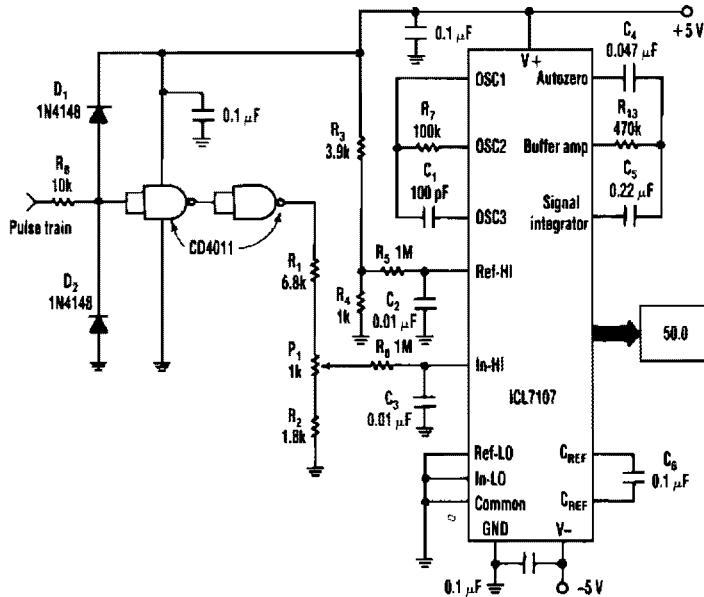 0.1 µF
+5 V
C4
0.047 µF
V+
OSC1
Autozero
D1
1N4148
0.1 µF
R3
3.9k
R7
100k
OSC2
Buffer amp
R13
470k
R8
10k
C1
100 pF
C5
0.22 µF
Pulse train
OSC3
Signal
integrator
CD4011
R1
6.8k
R5 1M
Ref-HI
D2
1N4148
R4
1k
C2
0.01 µF
50.0
P1
1k
R6 1M
In-HI
ICL7107
C3
0.01 µF
R2
1.8k
Ref-LO
CREF
C6
0.1 µF
In-LO
Common
CREF
GND
V–
0.1 µF
–5 V